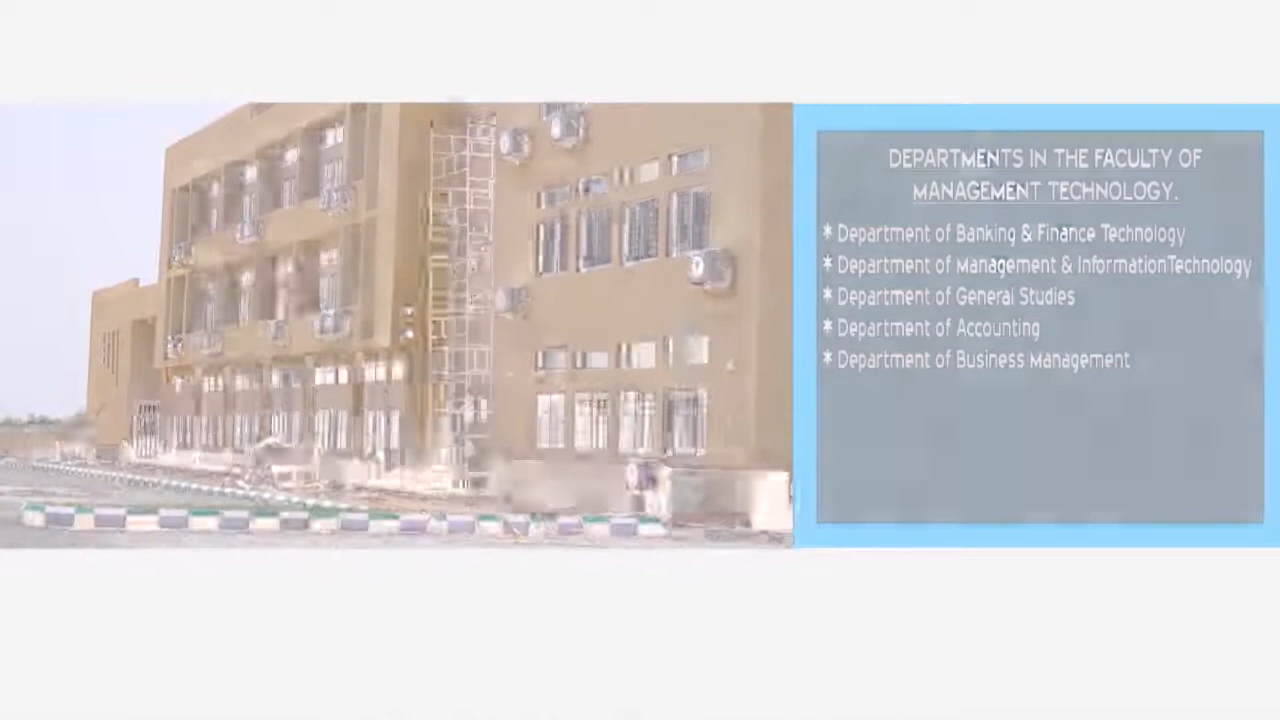 DEPARTMENTS IN THE FACULTY OF
MANAGEMENT TECHNOLOGY.
* Department of Banking & Finance Technology
* Department of Management & InformationTechnology
* Department of General Studies
* Department of Accounting
* Department of Business Management